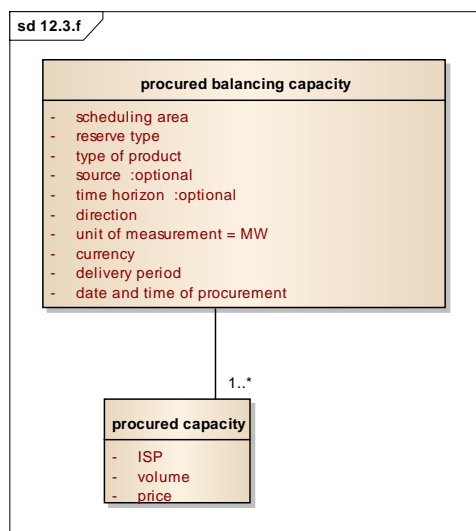 sd 12.3.f
procured balancing capacity
- scheduling area
- reserve type
- type of product
- source :optional
- time horizon :optional
- direction
- unit of measurement = MW
- currency
- delivery period
- date and time of procurement
1..*
procured capacity
- ISP
- volume
- price